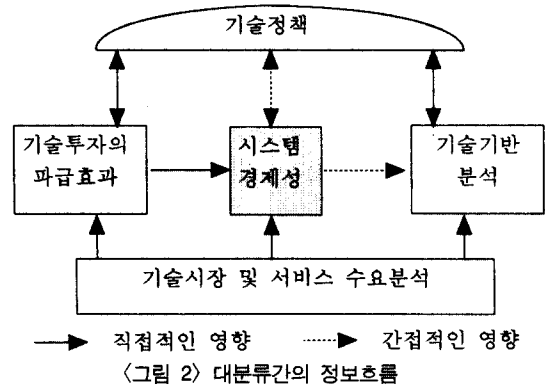 기술정책
기술투자의
파급효과
시스템
경제성
기술기반
분석
기술시장 및 서비스 수요분석
직접적인 영향
간접적인 영향
〈그림 2〉 대분류간의 정보흐름